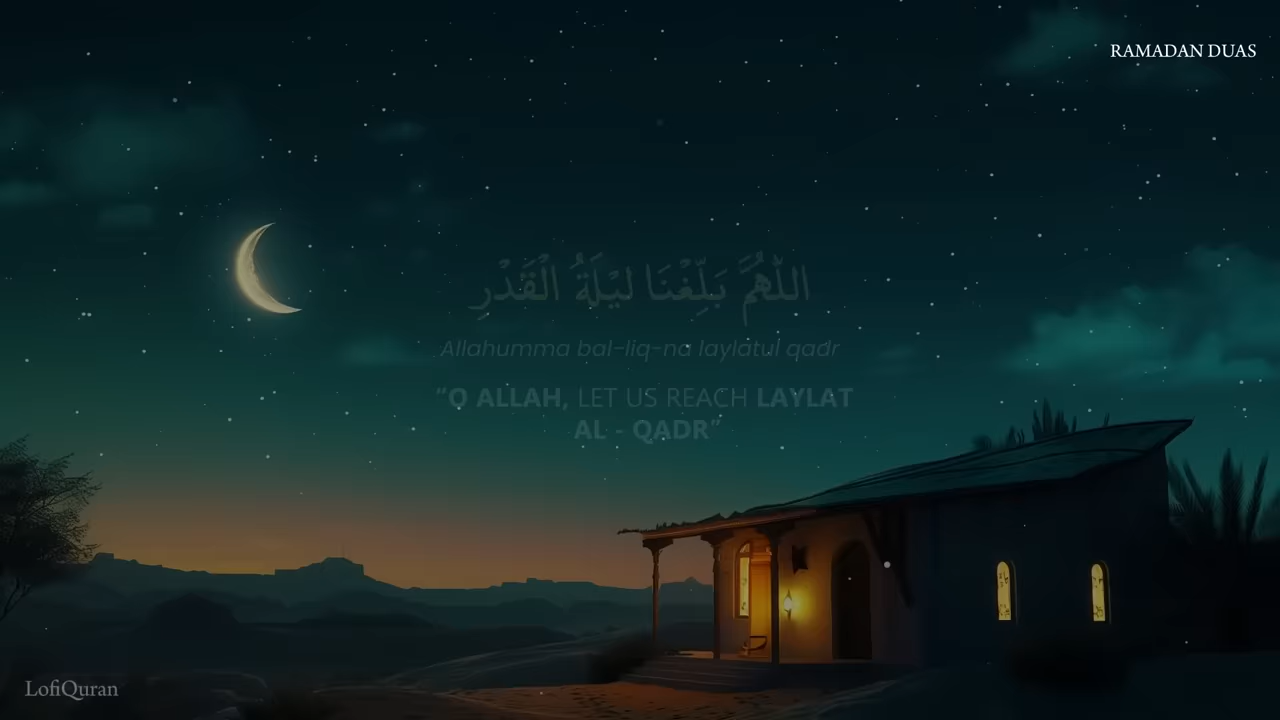 RAMADAN DUAS
اللّٰهُمَّ بَلِّغْنَا لَيْلَةُ الْقَدْرِ
Allahumma bal-liq-na laylatul qadr
“O ALLAH, LET US REACH LAYLAT
AL - QADR”
LofiQuran